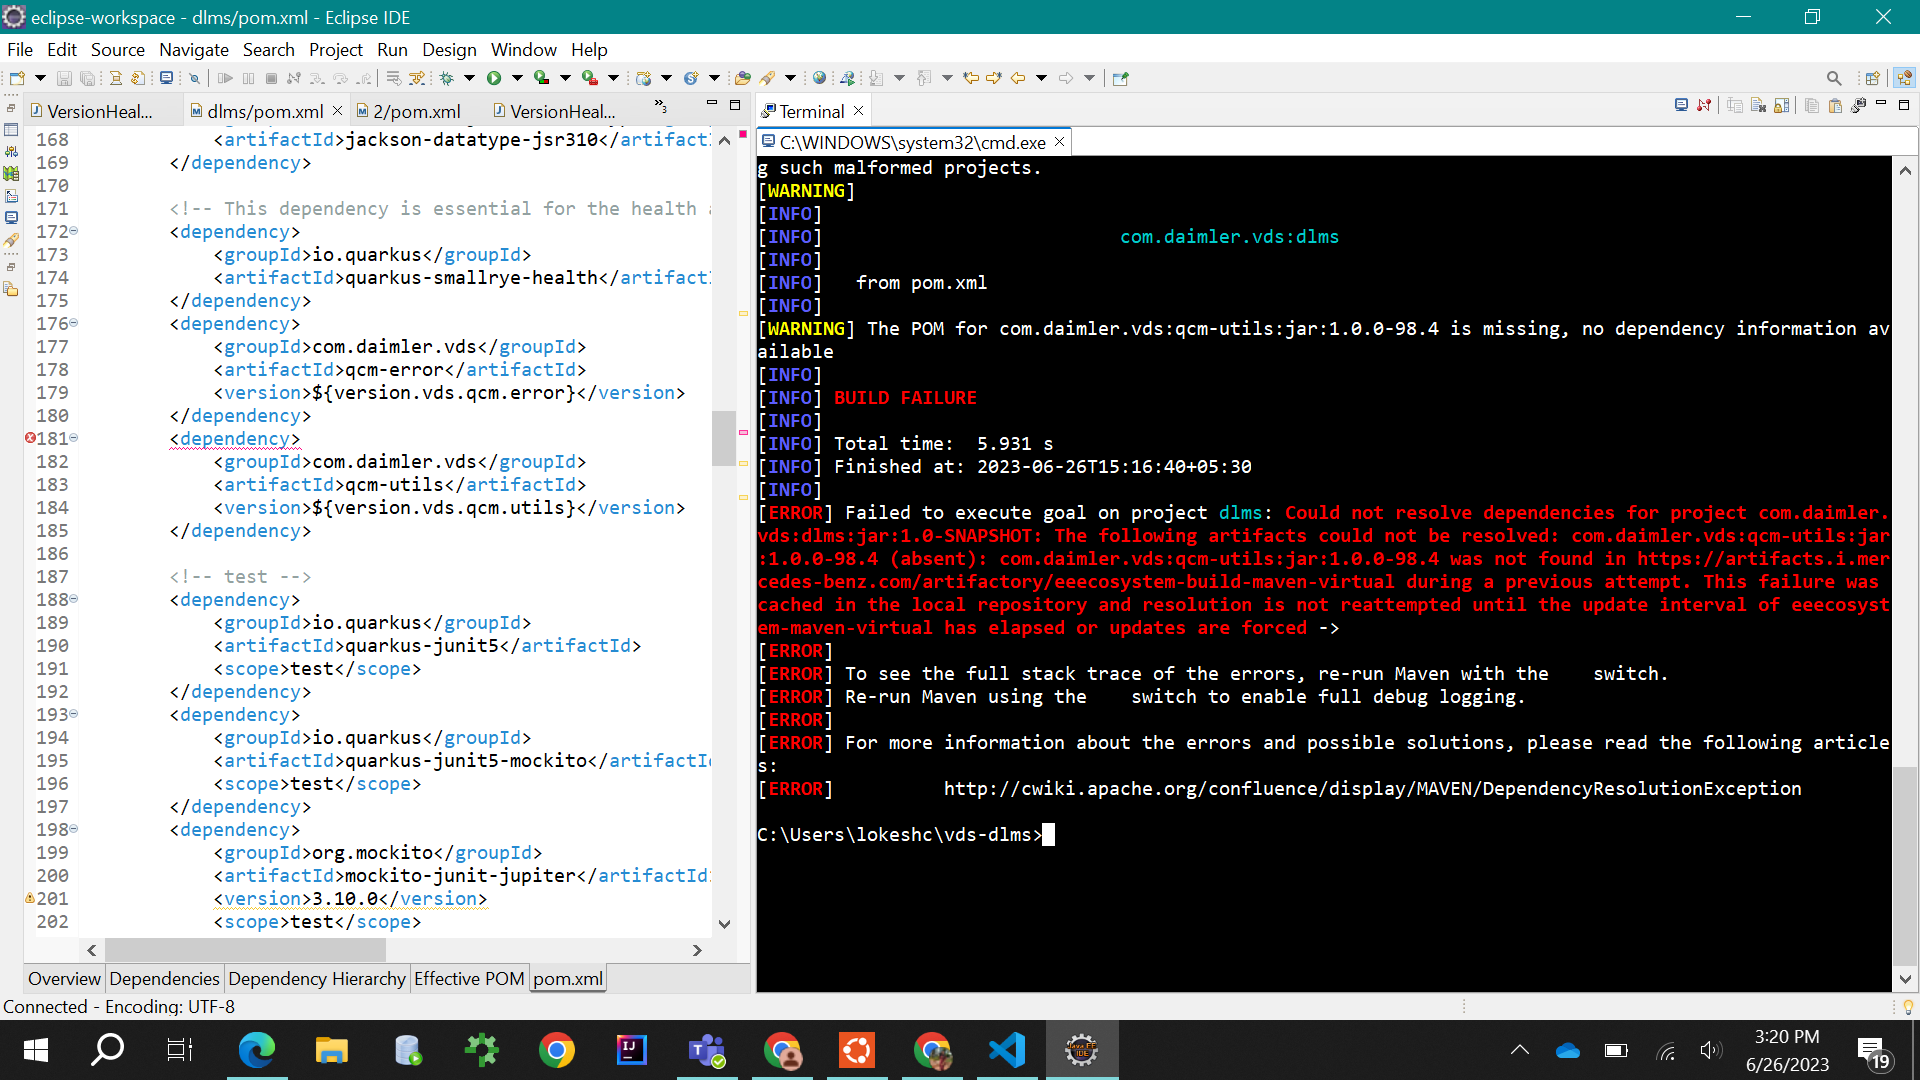 eclipse-workspace - dlms/pom.xml - Eclipse IDE
File Edit Source Navigate Search Project Run Design Window Help
VersionHeal... dlms/pom.xml 2/pom.xml VersionHeal... »3
168 <artifactId>jackson-datatype-jsr310</artifact
169 </dependency>
170
171 <!-- This dependency is essential for the health
172 <dependency>
173 <groupId>io.quarkus</groupId>
174 <artifactId>quarkus-smallrye-health</artifact
175 </dependency>
176 <dependency>
177 <groupId>com.daimler.vds</groupId>
178 <artifactId>qcm-error</artifactId>
179 <version>${version.vds.qcm.error}</version>
180 </dependency>
181 <dependency>
182 <groupId>com.daimler.vds</groupId>
183 <artifactId>qcm-utils</artifactId>
184 <version>${version.vds.qcm.utils}</version>
185 </dependency>
186
187 <!-- test -->
188 <dependency>
189 <groupId>io.quarkus</groupId>
190 <artifactId>quarkus-junit5</artifactId>
191 <scope>test</scope>
192 </dependency>
193 <dependency>
194 <groupId>io.quarkus</groupId>
195 <artifactId>quarkus-junit5-mockito</artifactI
196 <scope>test</scope>
197 </dependency>
198 <dependency>
199 <groupId>org.mockito</groupId>
200 <artifactId>mockito-junit-jupiter</artifactId
201 <version>3.10.0</version>
202 <scope>test</scope>
Overview Dependencies Dependency Hierarchy Effective POM pom.xml
Terminal
C:\WINDOWS\system32\cmd.exe
g such malformed projects.
[WARNING]
[INFO]
[INFO] com.daimler.vds:dlms
[INFO]
[INFO] from pom.xml
[INFO]
[WARNING] The POM for com.daimler.vds:qcm-utils:jar:1.0.0-98.4 is missing, no dependency information av
ailable
[INFO]
[INFO] BUILD FAILURE
[INFO]
[INFO] Total time:  5.931 s
[INFO] Finished at: 2023-06-26T15:16:40+05:30
[INFO]
[ERROR] Failed to execute goal on project dlms: Could not resolve dependencies for project com.daimler.
vds:dlms:jar:1.0-SNAPSHOT: The following artifacts could not be resolved: com.daimler.vds:qcm-utils:jar
:1.0.0-98.4 (absent): com.daimler.vds:qcm-utils:jar:1.0.0-98.4 was not found in https://artifacts.i.mer
cedes-benz.com/artifactory/eeecosystem-build-maven-virtual during a previous attempt. This failure was
cached in the local repository and resolution is not reattempted until the update interval of eeecosyst
em-maven-virtual has elapsed or updates are forced ->
[ERROR]
[ERROR] To see the full stack trace of the errors, re-run Maven with the switch.
[ERROR] Re-run Maven using the switch to enable full debug logging.
[ERROR]
[ERROR] For more information about the errors and possible solutions, please read the following article
s:
[ERROR] http://cwiki.apache.org/confluence/display/MAVEN/DependencyResolutionException
C:\Users\lokeshc\vds-dlms>
Connected - Encoding: UTF-8
3:20 PM
6/26/2023
19